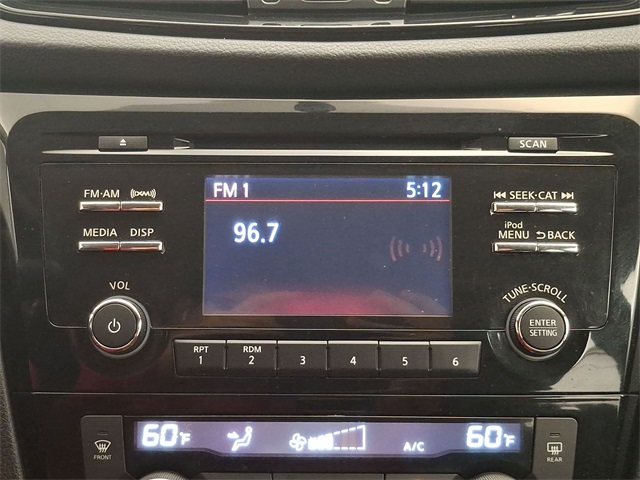 SCAN
FM·AM (((XM)))
FM 1 5:12
SEEK·CAT
96.7
MEDIA DISP
iPod
MENU BACK
VOL
TUNE·SCROLL
ENTER
SETTING
RPT
1
RDM
2
3
4
5
6
60°F
A/C
60°F
FRONT
REAR